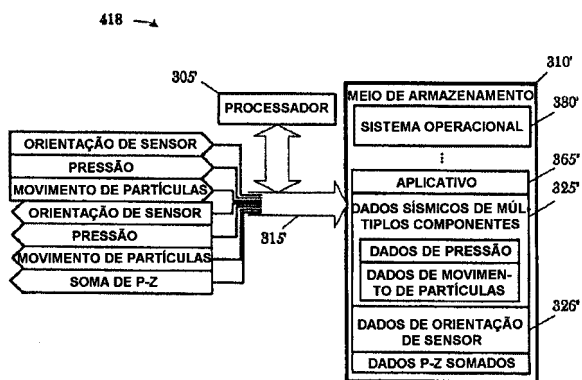 418
305'
PROCESSADOR
ORIENTAÇÃO DE SENSOR
PRESSÃO
MOVIMENTO DE PARTÍCULAS
ORIENTAÇÃO DE SENSOR
PRESSÃO
MOVIMENTO DE PARTÍCULAS
SOMA DE P-Z
315'
310'
MEIO DE ARMAZENAMENTO
380'
SISTEMA OPERACIONAL
365'
APLICATIVO
325'
DADOS SÍSMICOS DE MÚL
TIPLOS COMPONENTES
DADOS DE PRESSÃO
DADOS DE MOVIMEN-
TO DE PARTÍCULAS
326'
DADOS DE ORIENTAÇÃO
DE SENSOR
DADOS P-Z SOMADOS